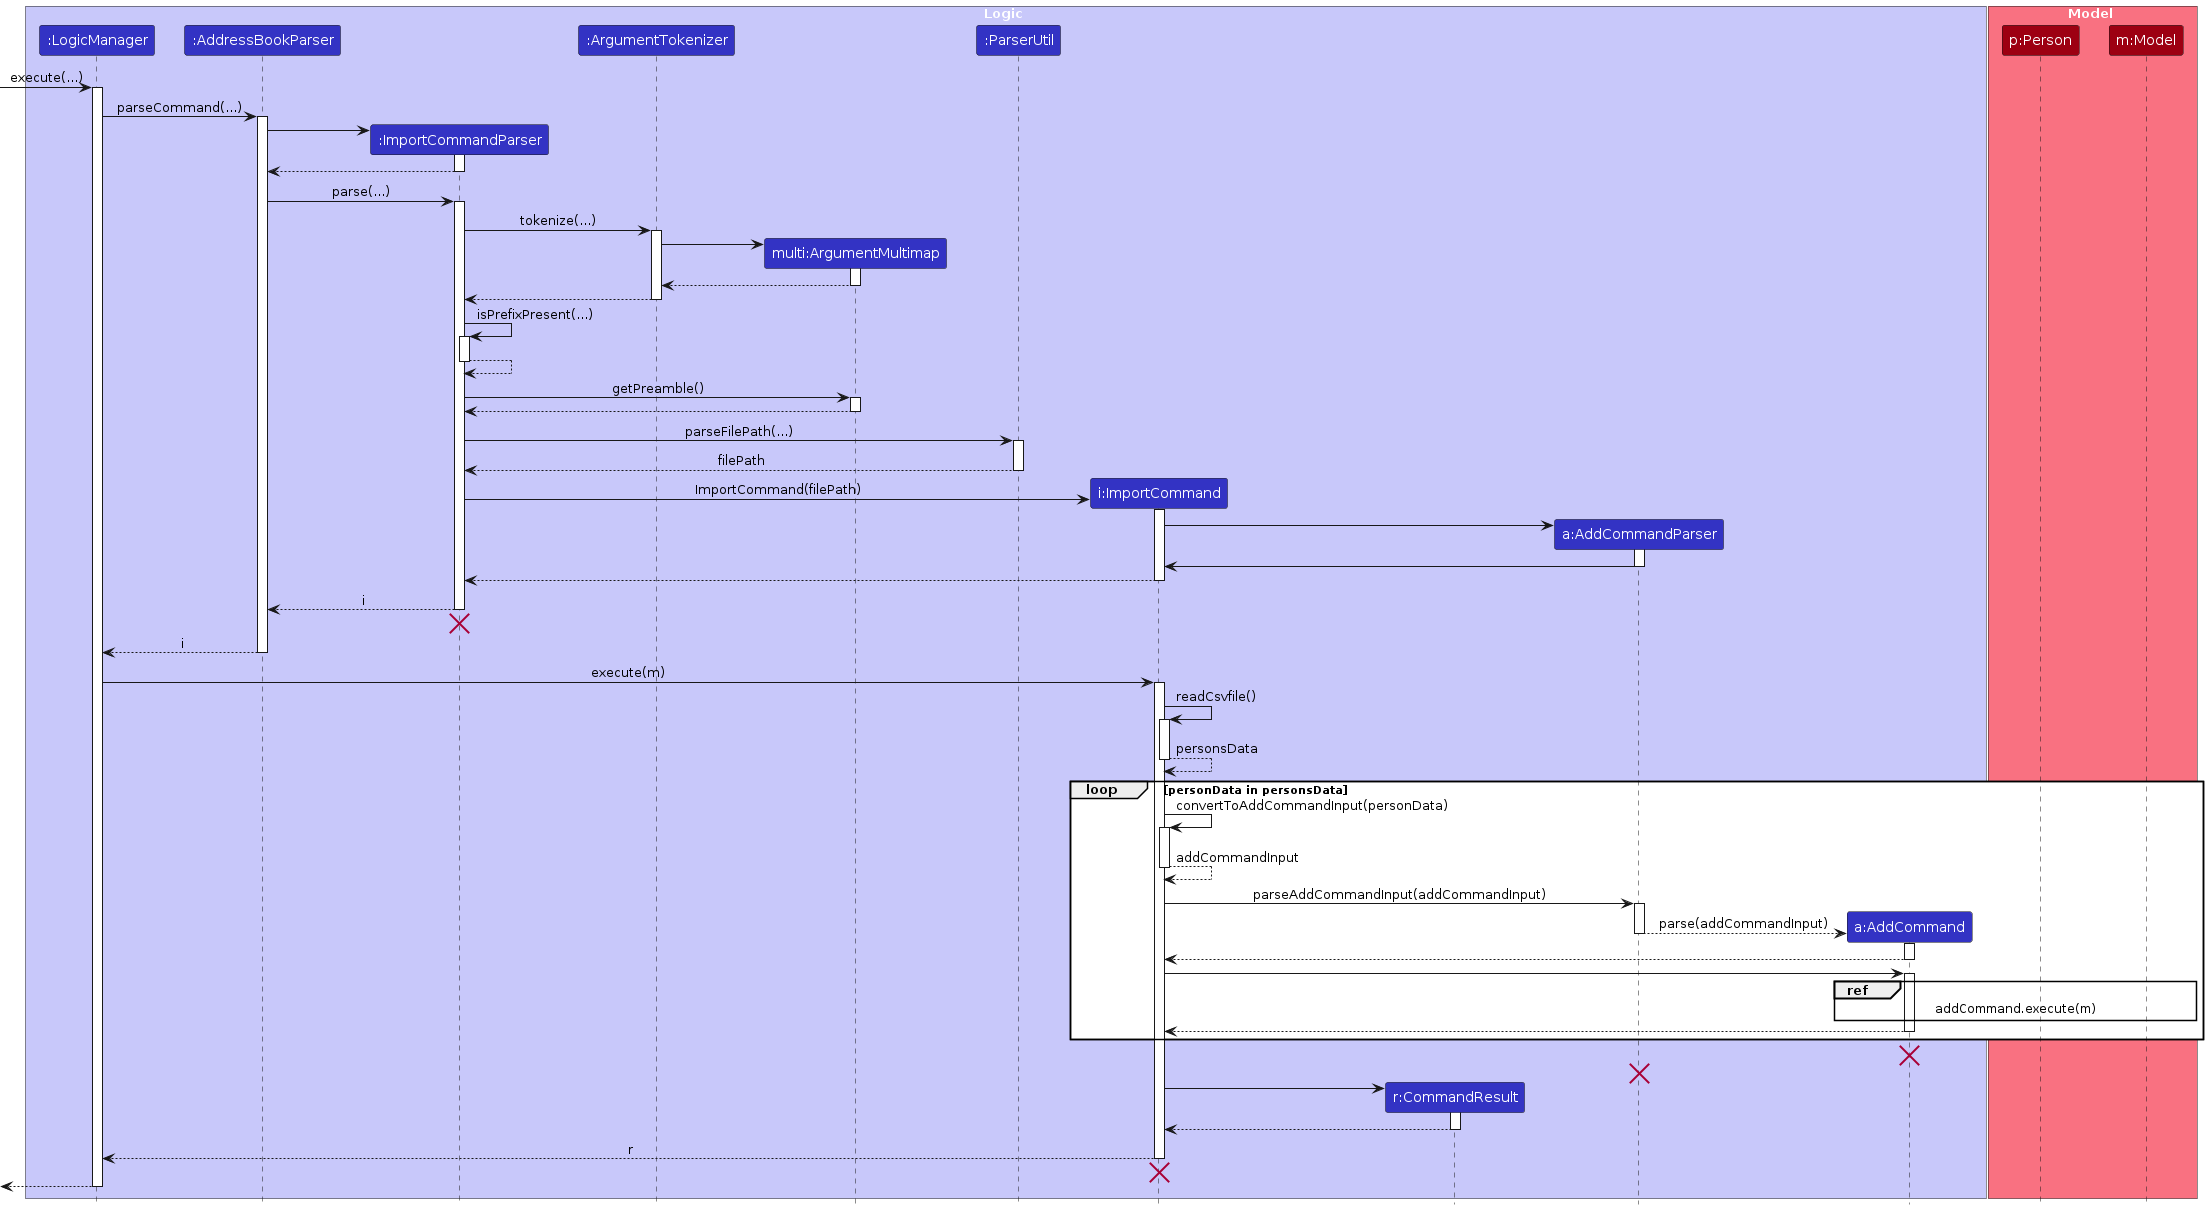 Logic
Model
:LogicManager
:AddressBookParser
:ArgumentTokenizer
:ParserUtil
p:Person
m:Model
execute(...)
parseCommand(...)
:ImportCommandParser
parse(...)
tokenize(...)
multi:ArgumentMultimap
isPrefixPresent(...)
getPreamble()
parseFilePath(...)
filePath
ImportCommand(filePath)
i:ImportCommand
a:AddCommandParser
i
i
execute(m)
readCsvfile()
personsData
loop
[personData in personsData]
convertToAddCommandInput(personData)
addCommandInput
parseAddCommandInput(addCommandInput)
parse(addCommandInput)
a:AddCommand
ref
addCommand.execute(m)
r:CommandResult
r